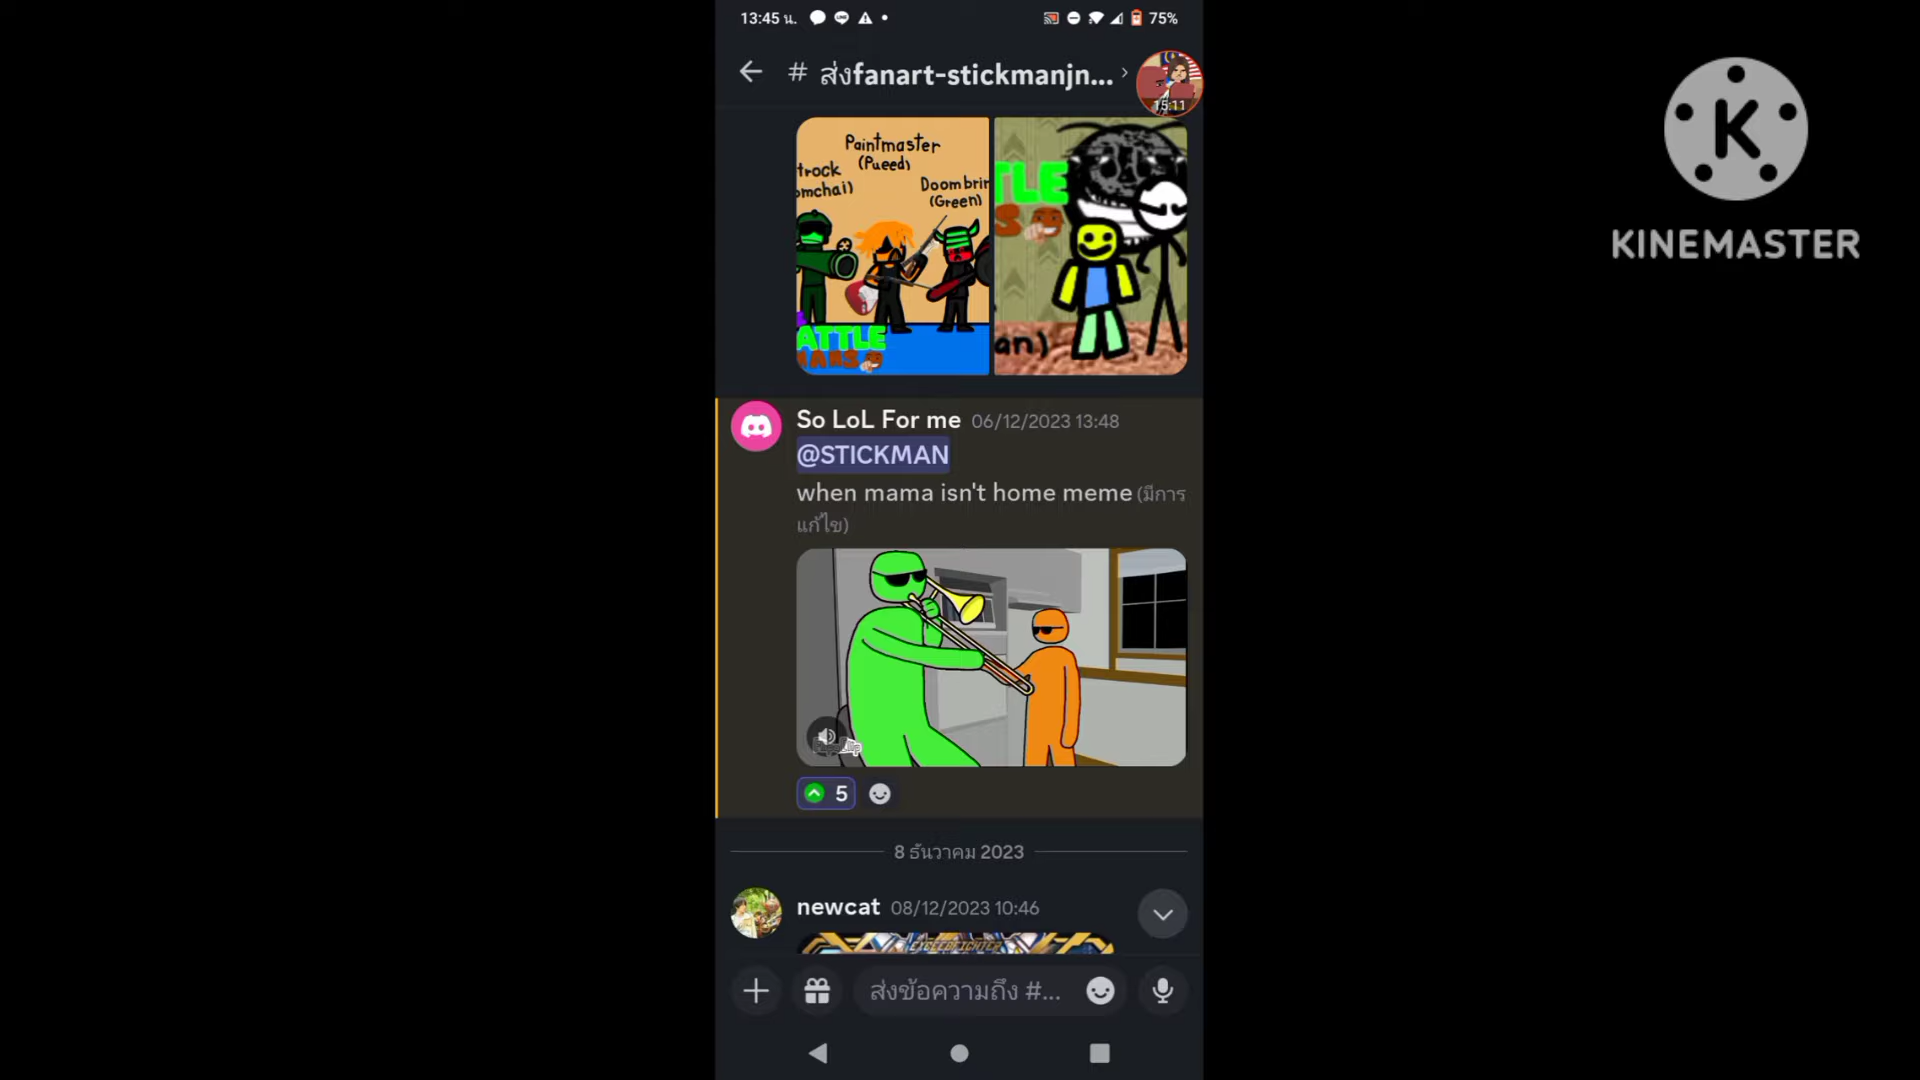 13:45 น.
75%
# ส่งfanart-stickmanjn...
15:11
Paintmaster
(Pueed)
trock
omchai)
Doombrin
(Green)
ATTLE
TLE
an)
So LoL For me 06/12/2023 13:48
@STICKMAN
when mama isn't home meme (มีการ
แก้ไข)
5
8 ธันวาคม 2023
newcat 08/12/2023 10:46
EXCEEDFIGHTER
ส่งข้อความถึง #...
K
KINEMASTER